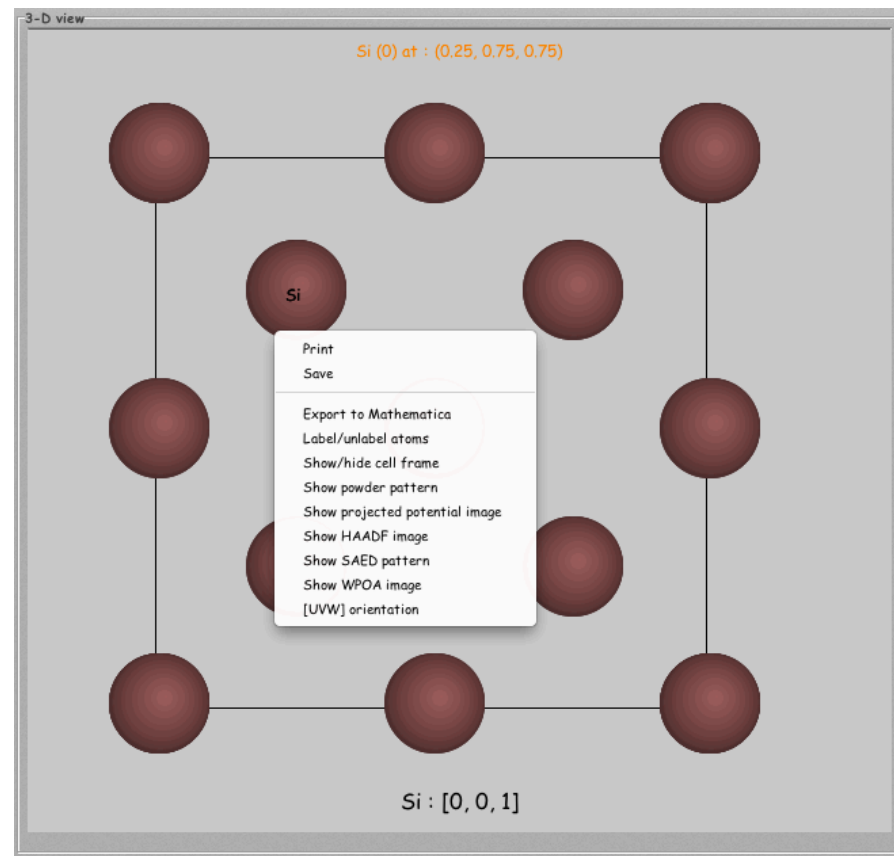 3-D view
Si (0) at : (0.25, 0.75, 0.75)
Si
Print
Save
Export to Mathematica
Label/unlabel atoms
Show/hide cell frame
Show powder pattern
Show projected potential image
Show HAADF image
Show SAED pattern
Show WPOA image
[UVW] orientation
Si : [0, 0, 1]